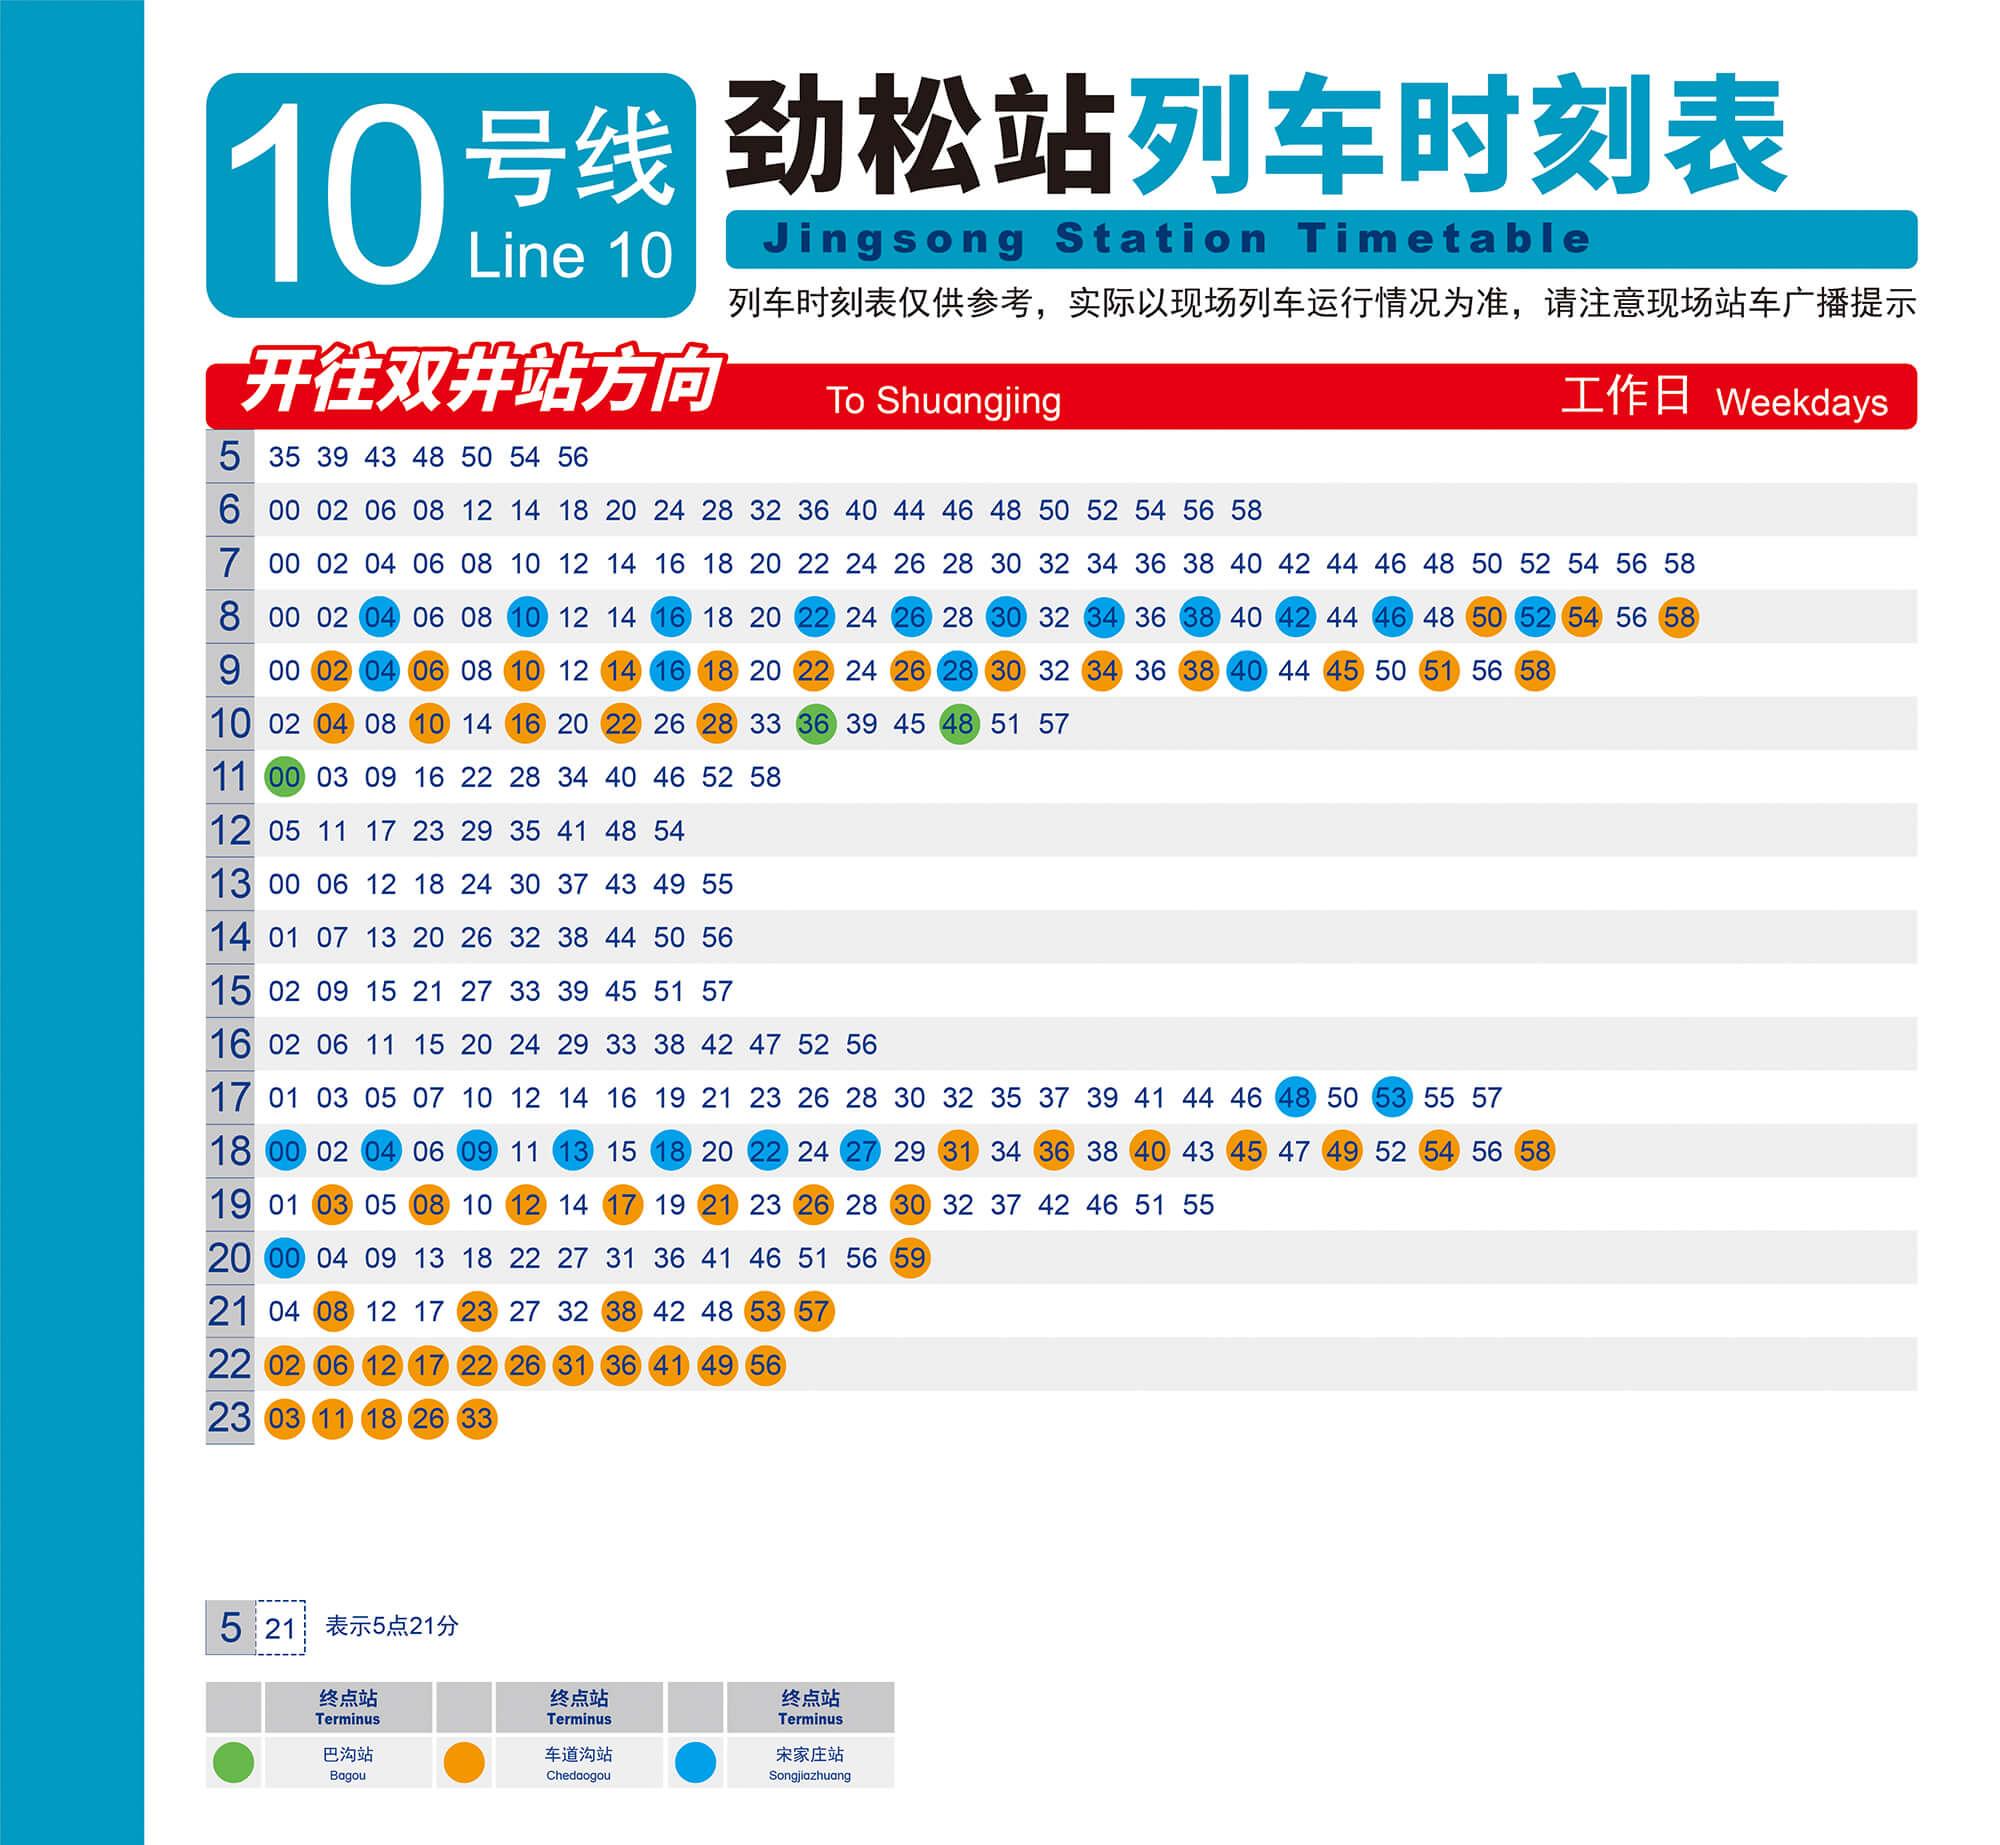 10号线
Line 10
劲松站列车时刻表
Jingsong Station Timetable
列车时刻表仅供参考，实际以现场列车运行情况为准，请注意现场站车广播提示
开往双井站方向 To Shuangjing 工作日 Weekdays
5 35 39 43 48 50 54 56
6 00 02 06 08 12 14 18 20 24 28 32 36 40 44 46 48 50 52 54 56 58
7 00 02 04 06 08 10 12 14 16 18 20 22 24 26 28 30 32 34 36 38 40 42 44 46 48 50 52 54 56 58
8 00 02 04 06 08 10 12 14 16 18 20 22 24 26 28 30 32 34 36 38 40 42 44 46 48 50 52 54 56 58
9 00 02 04 06 08 10 12 14 16 18 20 22 24 26 28 30 32 34 36 38 40 44 45 50 51 56 58
10 02 04 08 10 14 16 20 22 26 28 33 36 39 45 48 51 57
11 00 03 09 16 22 28 34 40 46 52 58
12 05 11 17 23 29 35 41 48 54
13 00 06 12 18 24 30 37 43 49 55
14 01 07 13 20 26 32 38 44 50 56
15 02 09 15 21 27 33 39 45 51 57
16 02 06 11 15 20 24 29 33 38 42 47 52 56
17 01 03 05 07 10 12 14 16 19 21 23 26 28 30 32 35 37 39 41 44 46 48 50 53 55 57
18 00 02 04 06 09 11 13 15 18 20 22 24 27 29 31 34 36 38 40 43 45 47 49 52 54 56 58
19 01 03 05 08 10 12 14 17 19 21 23 26 28 30 32 37 42 46 51 55
20 00 04 09 13 18 22 27 31 36 41 46 51 56 59
21 04 08 12 17 23 27 32 38 42 48 53 57
22 02 06 12 17 22 26 31 36 41 49 56
23 03 11 18 26 33
5 21 表示5点21分
终点站 终点站 终点站
Terminus Terminus Terminus
巴沟站 车道沟站 宋家庄站
Bagou Chedaogou Songjiazhuang